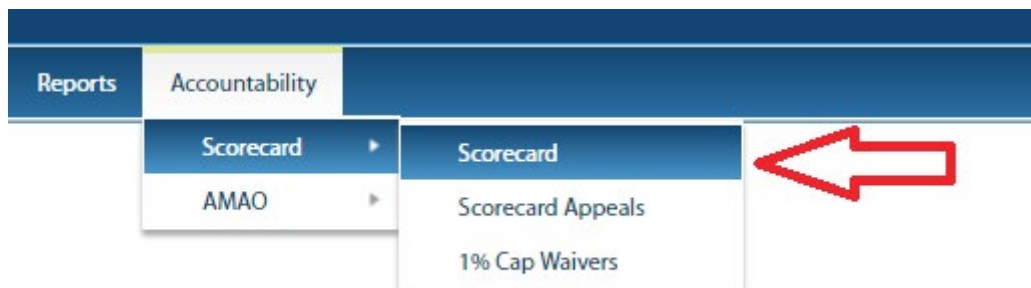 Reports Accountability
Scorecard Scorecard
AMAO Scorecard Appeals
1% Cap Waivers